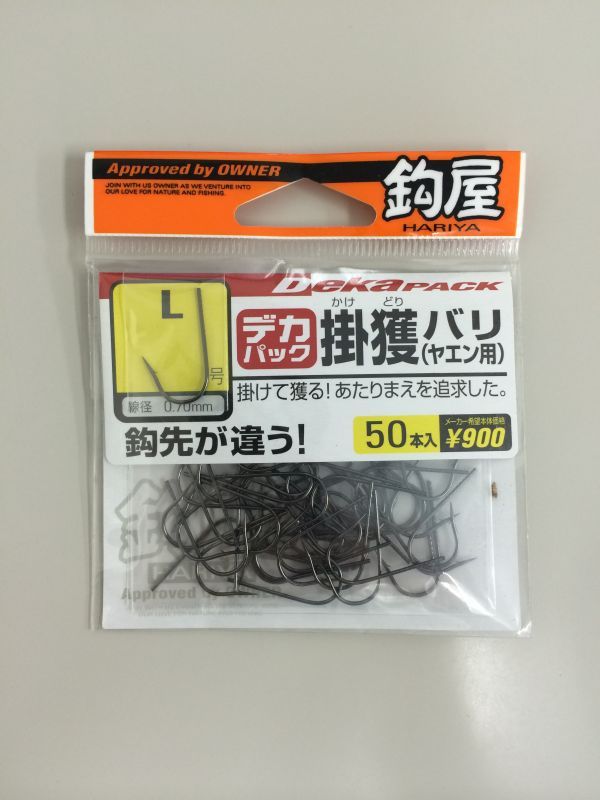 Approved by OWNER
JOIN WITH US OWNER AS WE VENTURE INTO
OUR LOVE FOR NATURE AND FISHING.
鈎屋
HARIYA
Deka PACK
L
号
線径 0.70mm
デカ
パック
かけ どり
掛獲バリ
(ヤエン用)
掛けて獲る!あたりまえを追求した。
鈎先が違う!
50本入
メーカー希望本体価格
¥900
Approved by OWNER